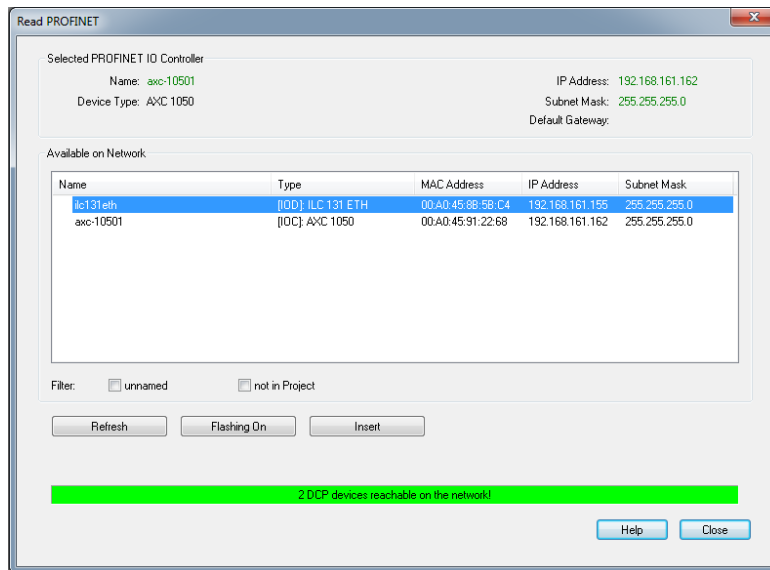 Read PROFINET
Selected PROFINET IO Controller
Name: axc-10501 IP Address: 192.168.161.162
Device Type: AXC 1050 Subnet Mask: 255.255.255.0
Default Gateway:
Available on Network
Name Type MAC Address IP Address Subnet Mask
ilc131eth [IOD]: ILC 131 ETH 00:A0:45:8B:5B:C4 192.168.161.155 255.255.255.0
axc-10501 [IOC]: AXC 1050 00:A0:45:91:22:68 192.168.161.162 255.255.255.0
Filter: unnamed not in Project
Refresh Flashing On Insert
2 DCP devices reachable on the network!
Help Close